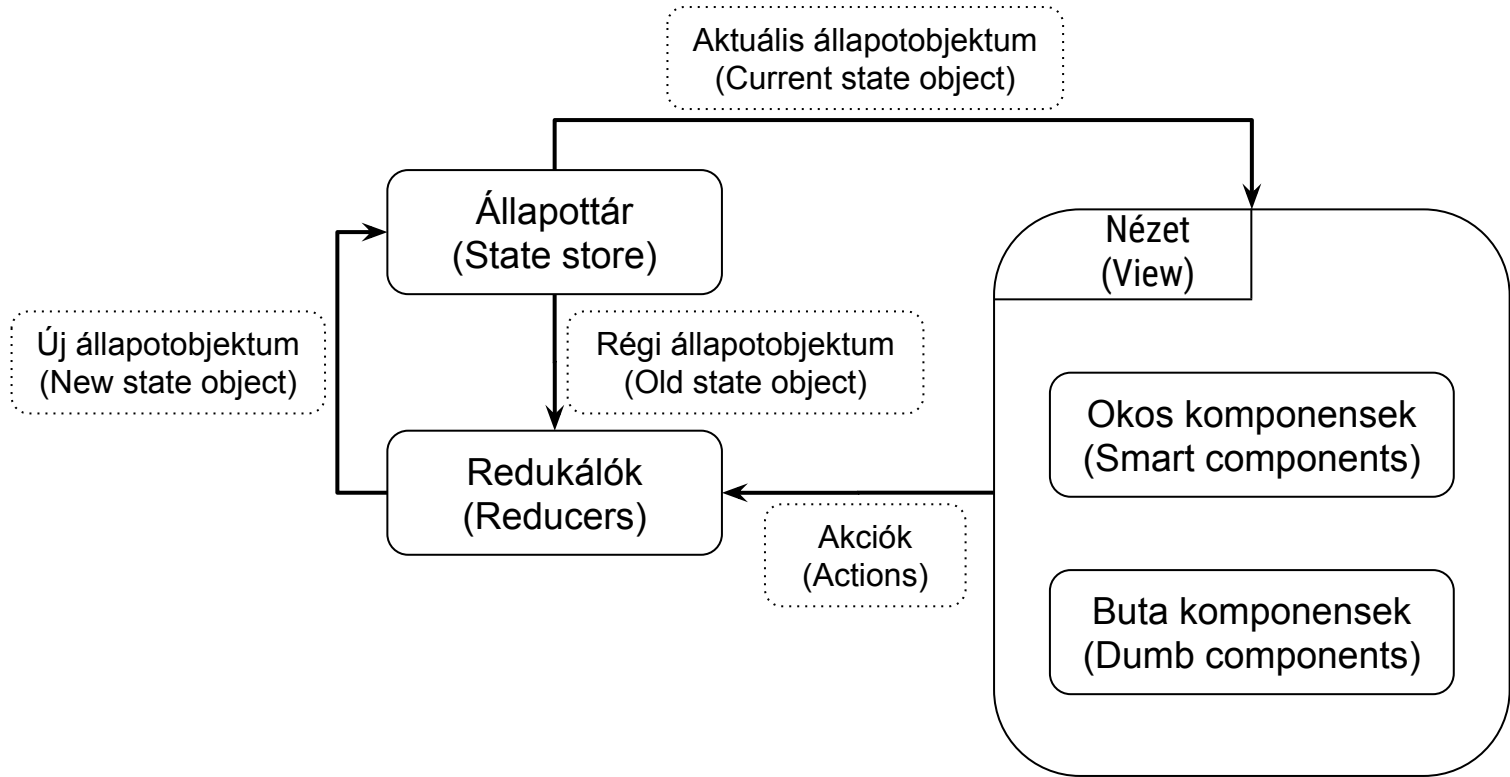 Aktuális állapotobjektum
(Current state object)
Állapottár
(State store)
Nézet
(View)
Új állapotobjektum
(New state object)
Régi állapotobjektum
(Old state object)
Okos komponensek
(Smart components)
Redukálók
(Reducers)
Akciók
(Actions)
Buta komponensek
(Dumb components)